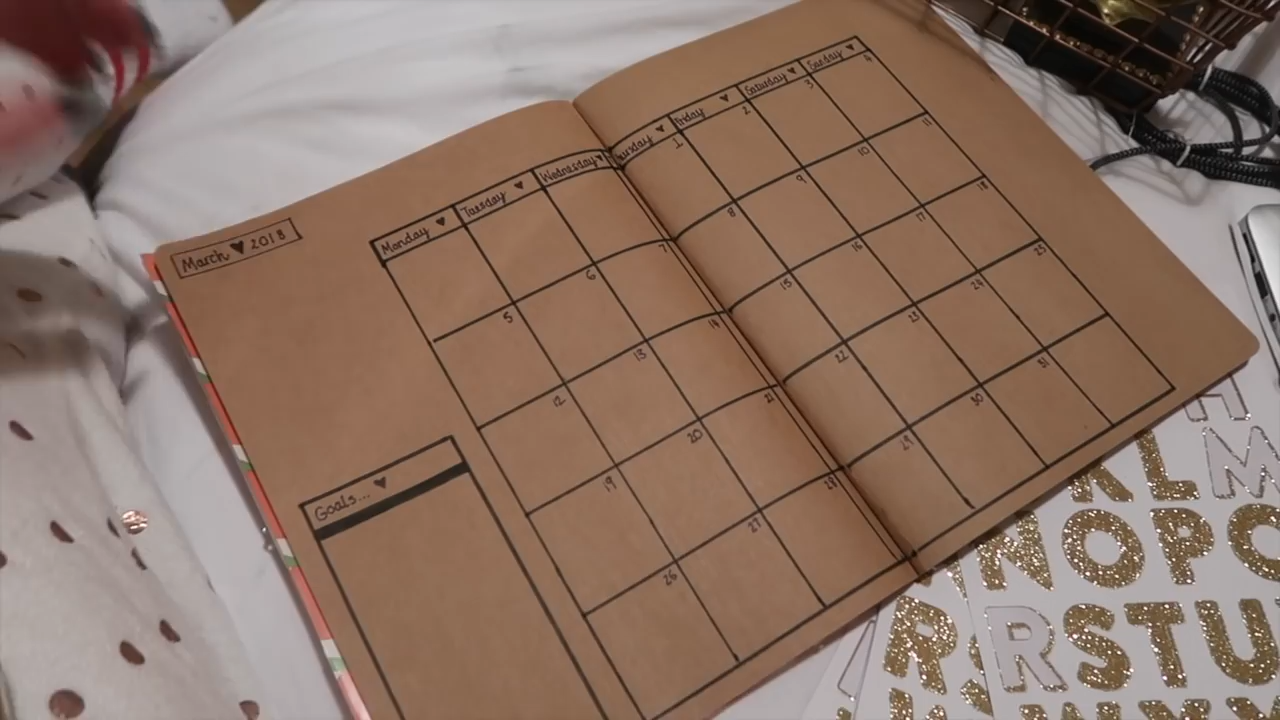 March ♥ 2018
Monday ♥ Tuesday ♥ Wednesday ♥ Thursday ♥ Friday ♥ Saturday ♥ Sunday ♥
1 2 3 4
5 6 7 8 9 10 11
12 13 14 15 16 17 18
19 20 21 22 23 24 25
26 27 28 29 30 31
Goals... ♥
KLM
NOPQ
RSTU